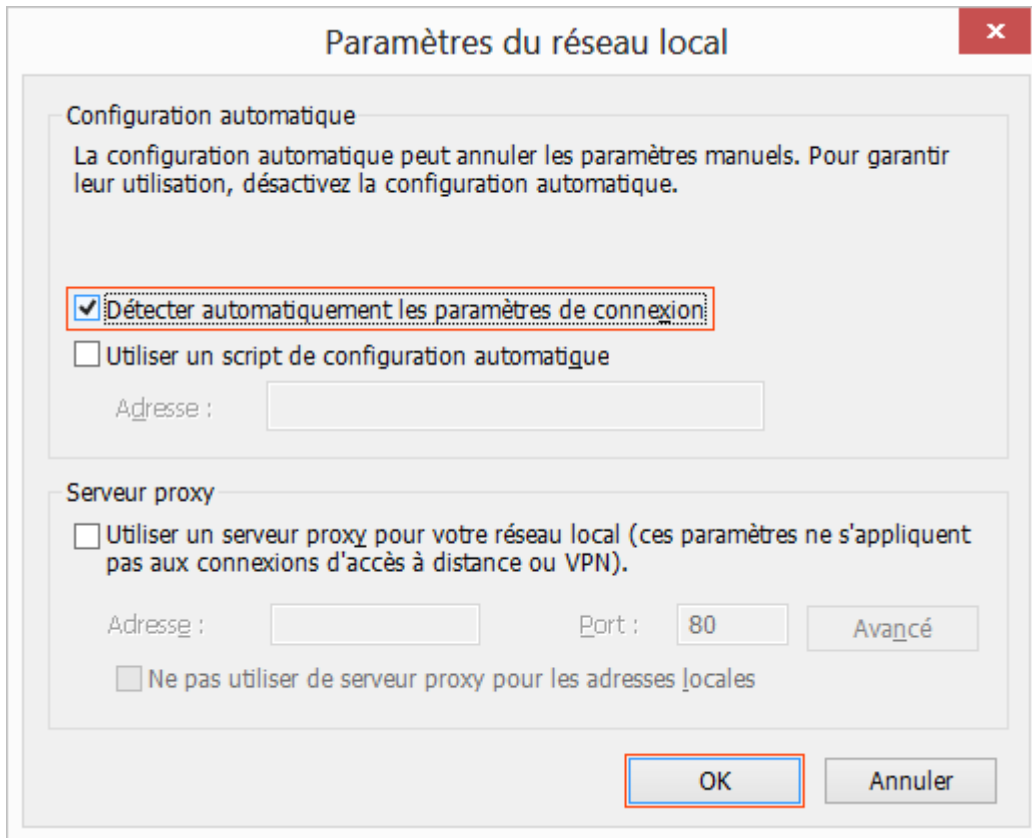 Paramètres du réseau local
x
Configuration automatique
La configuration automatique peut annuler les paramètres manuels. Pour garantir
leur utilisation, désactivez la configuration automatique.
Détecter automatiquement les paramètres de connexion
Utiliser un script de configuration automatique
Adresse :
Serveur proxy
Utiliser un serveur proxy pour votre réseau local (ces paramètres ne s'appliquent
pas aux connexions d'accès à distance ou VPN).
Adresse : Port : 80 Avancé
Ne pas utiliser de serveur proxy pour les adresses locales
OK Annuler